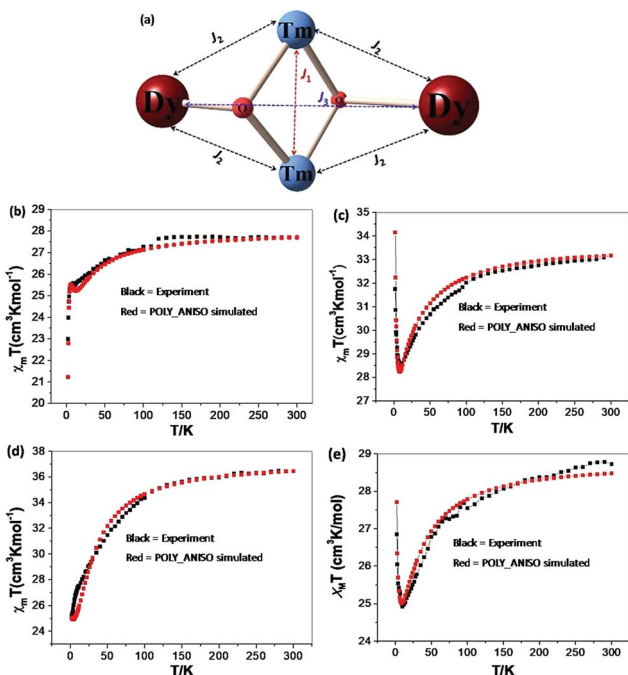 (a)
Tm
J2
J2
J1
Dy
O
J3
O
Dy
J2
Tm
J2
(b)
χmT(cm³Kmol⁻¹)
28
27
26
25
24
23
22
21
20
Black = Experiment
Red = POLY_ANISO simulated
0 50 100 150 200 250 300
T/K
(c)
χmT(cm³Kmol⁻¹)
35
34
33
32
31
30
29
28
27
Black = Experiment
Red = POLY_ANISO simulated
0 50 100 150 200 250 300
T/K
(d)
χmT(cm³Kmol⁻¹)
38
36
34
32
30
28
26
24
Black = Experiment
Red = POLY_ANISO simulated
0 50 100 150 200 250 300
T/K
(e)
χMT (cm³K/mol)
29
28
27
26
25
24
Black = Experiment
Red = POLY_ANISO simulated
0 50 100 150 200 250 300
T/K